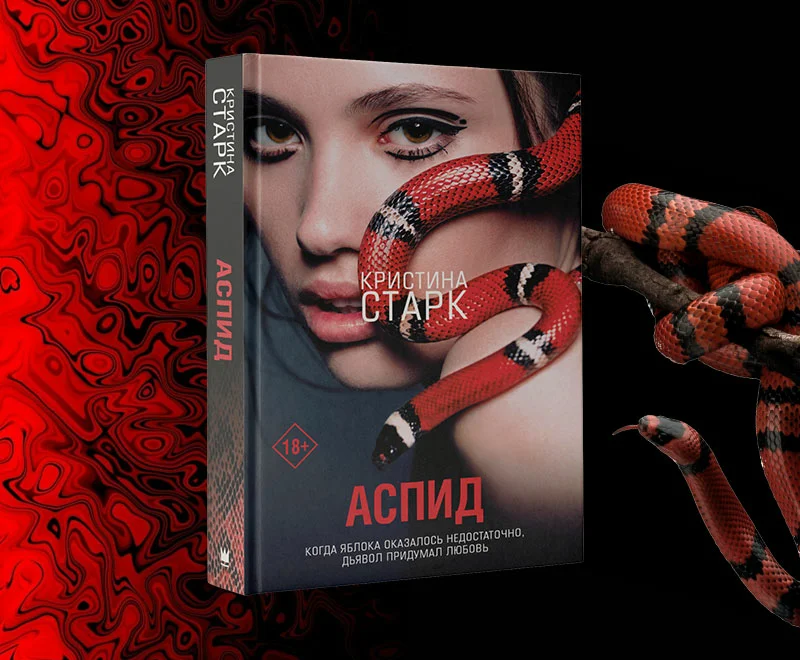 КРИСТИНА
СТАРК
АСПИД
КРИСТИНА
СТАРК
18+
АСПИД
КОГДА ЯБЛОКА ОКАЗАЛОСЬ НЕДОСТАТОЧНО,
ДЬЯВОЛ ПРИДУМАЛ ЛЮБОВЬ